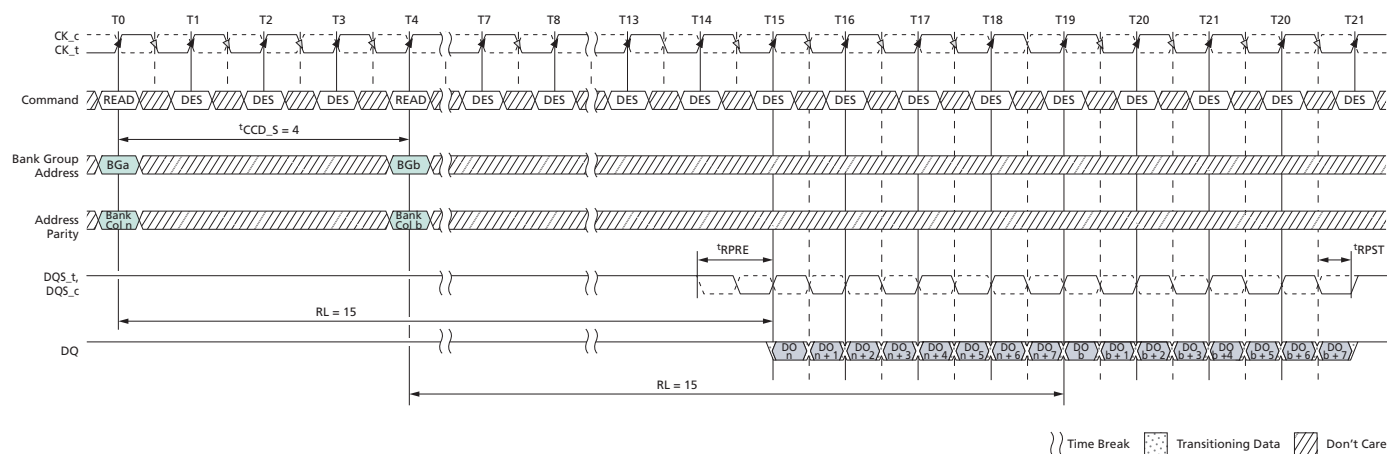 T0 T1 T2 T3 T4 T7 T8 T13 T14 T15 T16 T17 T18 T19 T20 T21 T20 T21
CK_c
CK_t
Command READ DES DES DES READ DES DES DES DES DES DES DES DES DES DES DES DES DES
tCCD_S = 4
Bank Group
Address
BGa BGb
Address
Parity
Bank
Col n
Bank
Col b
tRPRE tRPST
DQS_t,
DQS_c
RL = 15
DQ
DO
n
DO
n + 1
DO
n + 2
DO
n + 3
DO
n + 4
DO
n + 5
DO
n + 6
DO
n + 7
DO
b
DO
b + 1
DO
b + 2
DO
b + 3
DO
b +4
DO
b + 5
DO
b + 6
DO
b + 7
RL = 15
Time Break Transitioning Data Don't Care